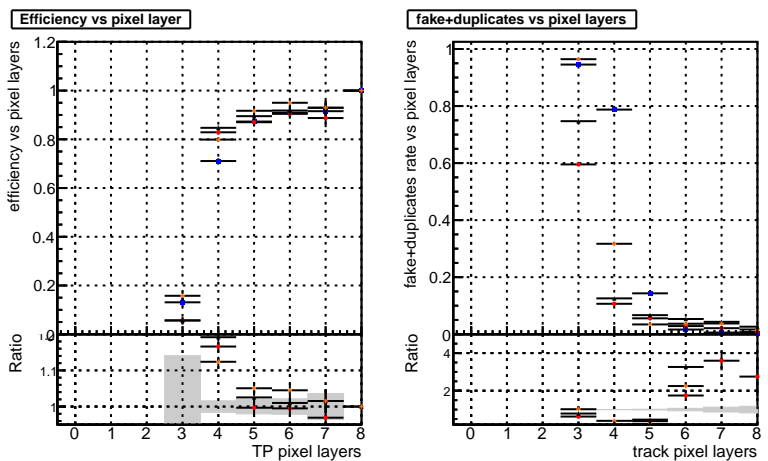 Efficiency vs pixel layer
efficiency vs pixel layers
1.2
1
0.8
0.6
0.4
0.2
0
Ratio
1.1
1
0 1 2 3 4 5 6 7 8
TP pixel layers
fake+duplicates vs pixel layers
fake+duplicates rate vs pixel layers
1
0.8
0.6
0.4
0.2
0
Ratio
4
2
0 1 2 3 4 5 6 7 8
track pixel layers